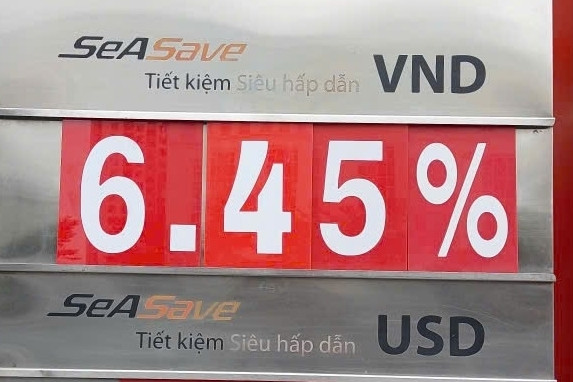 SeASave
Tiết kiệm Siêu hấp dẫn VND
6.45%
SeASave
Tiết kiệm Siêu hấp dẫn USD